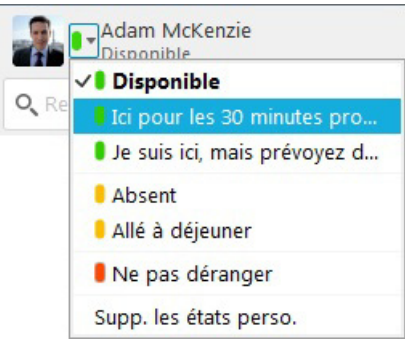 Adam McKenzie
Disponible
Re
Disponible
Ici pour les 30 minutes pro...
Je suis ici, mais prévoyez d...
Absent
Allé à déjeuner
Ne pas déranger
Supp. les états perso.